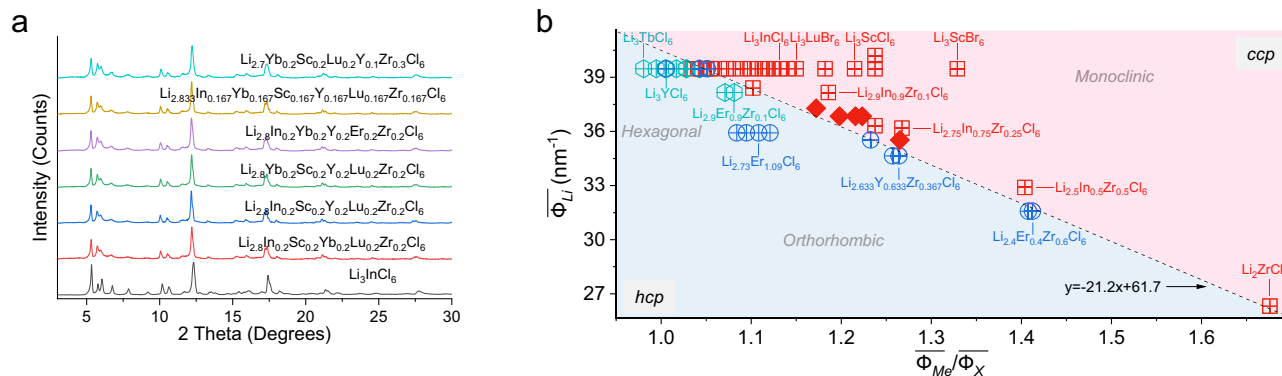 a
Intensity (Counts)
Li2.7Yb0.2Sc0.2Lu0.2Y0.1Zr0.3Cl6
Li2.833In0.167Yb0.167Sc0.167Y0.167Lu0.167Zr0.167Cl6
Li2.8In0.2Yb0.2Y0.2Er0.2Zr0.2Cl6
Li2.8Yb0.2Sc0.2Y0.2Lu0.2Zr0.2Cl6
Li2.8In0.2Sc0.2Y0.2Lu0.2Zr0.2Cl6
Li2.8In0.2Sc0.2Yb0.2Lu0.2Zr0.2Cl6
Li3InCl6
5 10 15 20 25 30
2 Theta (Degrees)
b
ΦLi (nm-1)
39
36
33
30
27
Li3TbCl6
Li3InCl6
Li3LuBr6
Li3ScCl6
Li3ScBr6
ccp
Monoclinic
Li3YCl6
Li2.9In0.9Zr0.1Cl6
Li2.9Er0.9Zr0.1Cl6
Hexagonal
Li2.75In0.75Zr0.25Cl6
Li2.73Er1.09Cl6
Li2.633Y0.633Zr0.367Cl6
Li2.5In0.5Zr0.5Cl6
Orthorhombic
Li2.4Er0.4Zr0.6Cl6
Li2ZrCl
hcp
y=-21.2x+61.7
1.0 1.1 1.2 1.3 1.4 1.5 1.6
ΦMe/ΦX